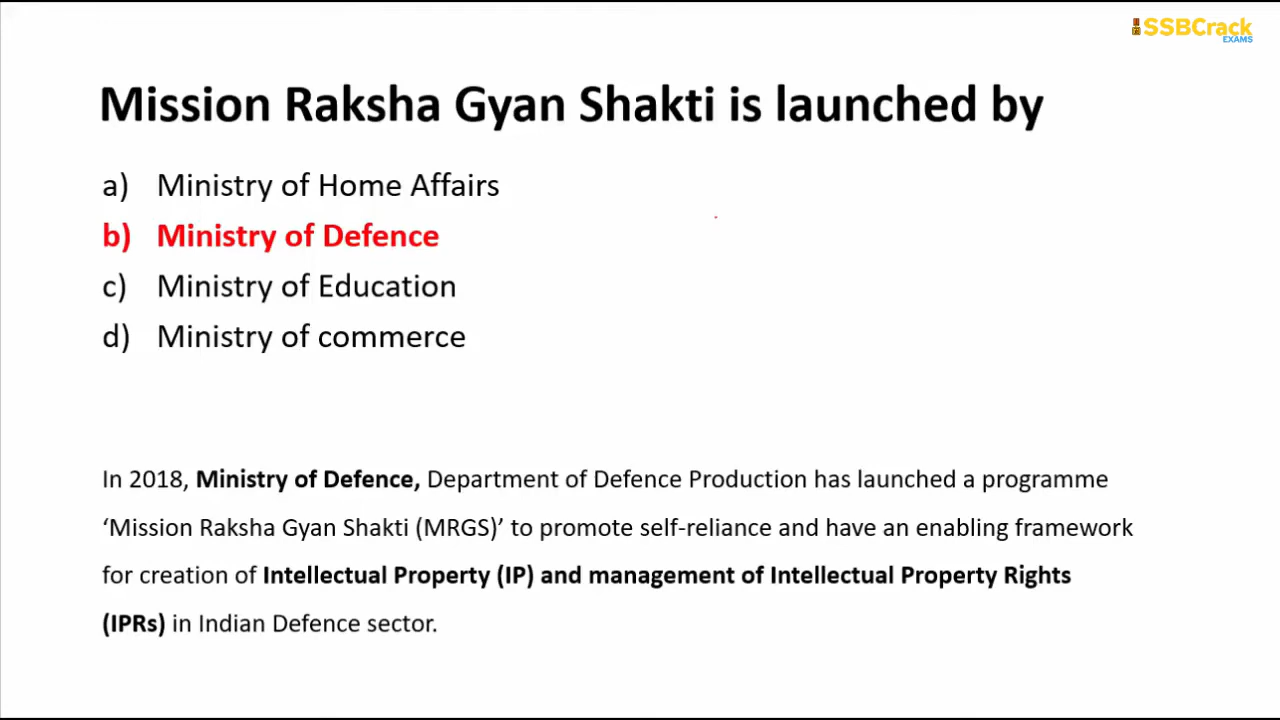 SSBCrack
EXAMS
Mission Raksha Gyan Shakti is launched by
a) Ministry of Home Affairs
b) Ministry of Defence
c) Ministry of Education
d) Ministry of commerce
In 2018, Ministry of Defence, Department of Defence Production has launched a programme
‘Mission Raksha Gyan Shakti (MRGS)’ to promote self-reliance and have an enabling framework
for creation of Intellectual Property (IP) and management of Intellectual Property Rights
(IPRs) in Indian Defence sector.